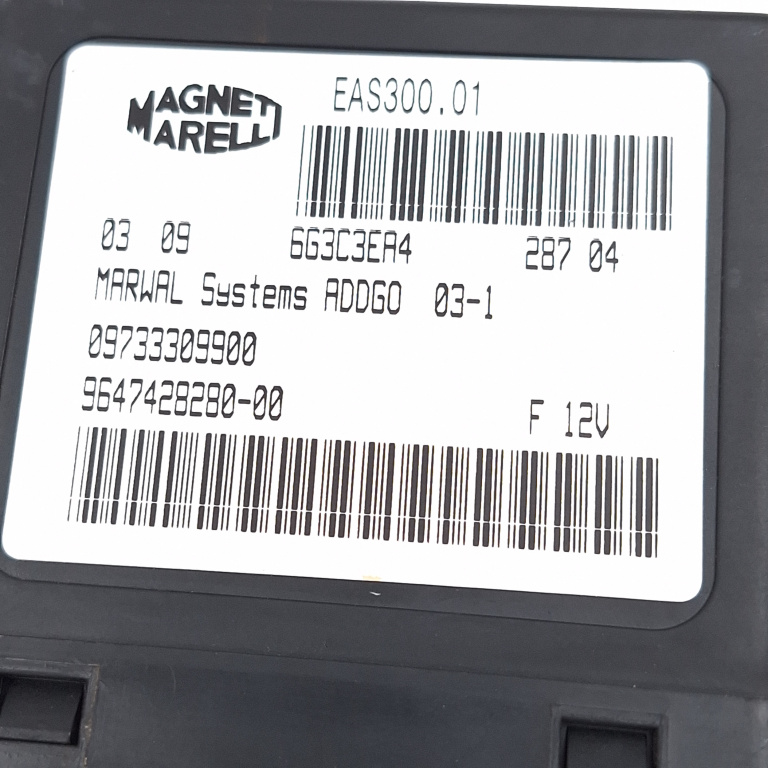 MAGNETI
MARELLI
EAS300.01
03 09 6G3C3EA4 287 04
MARWAL Systems ADDGO 03-1
09733309900
9647428280-00
F 12V